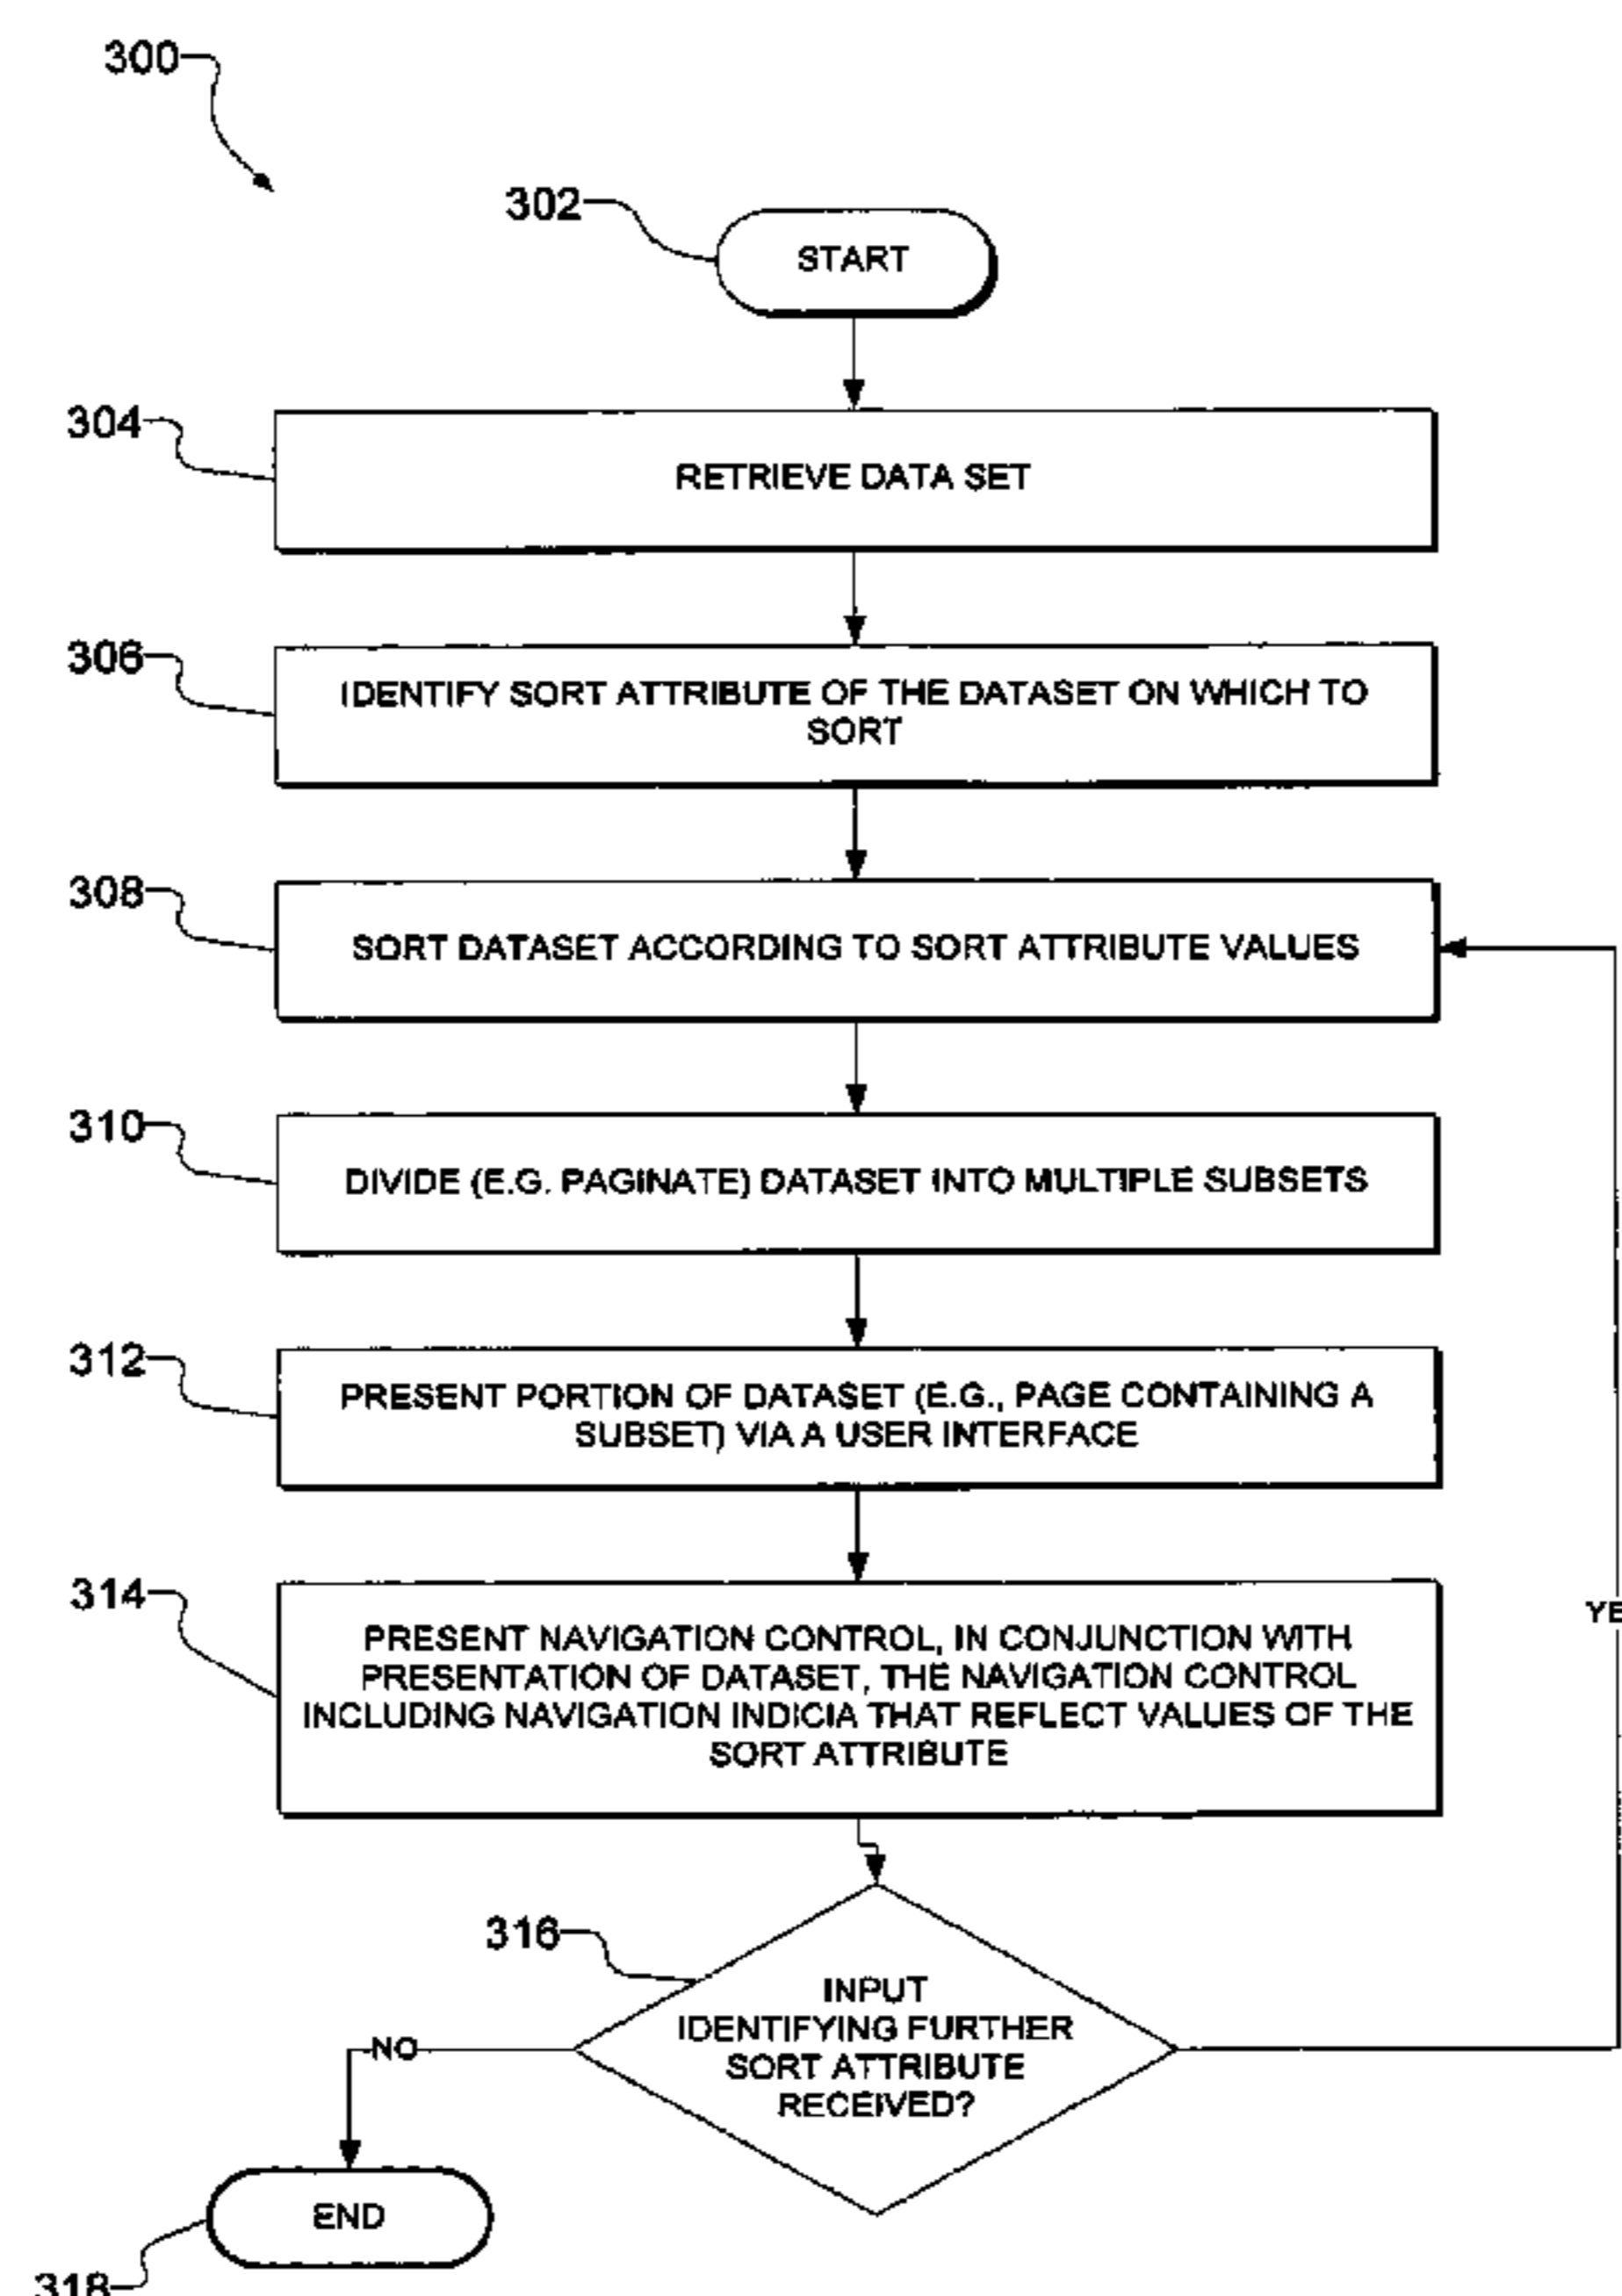 300
302
START
304
RETRIEVE DATA SET
306
IDENTIFY SORT ATTRIBUTE OF THE DATASET ON WHICH TO
SORT
308
SORT DATASET ACCORDING TO SORT ATTRIBUTE VALUES
310
DIVIDE (E.G. PAGINATE) DATASET INTO MULTIPLE SUBSETS
312
PRESENT PORTION OF DATASET (E.G., PAGE CONTAINING A
SUBSET) VIA A USER INTERFACE
314
PRESENT NAVIGATION CONTROL, IN CONJUNCTION WITH
PRESENTATION OF DATASET, THE NAVIGATION CONTROL
INCLUDING NAVIGATION INDICIA THAT REFLECT VALUES OF THE
SORT ATTRIBUTE
YE
316
INPUT
IDENTIFYING FURTHER
SORT ATTRIBUTE
RECEIVED?
NO
END
318